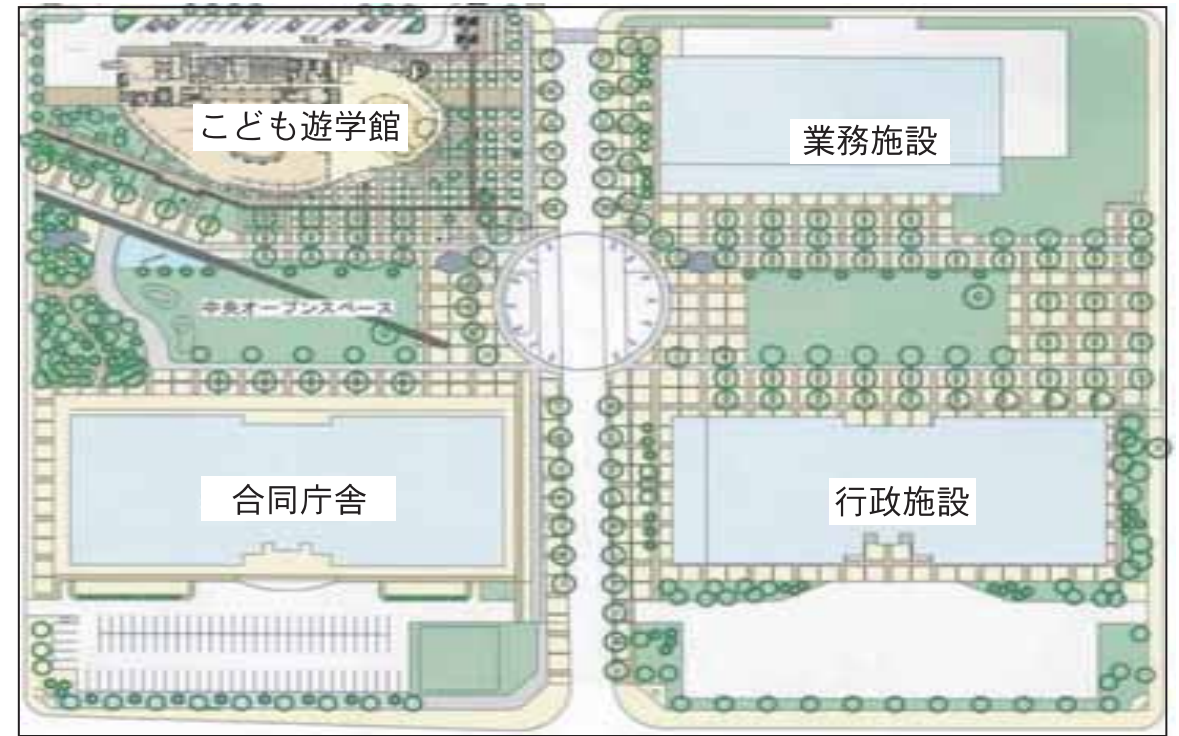 こども遊学館
業務施設
中央オープンスペース
合同庁舎
行政施設